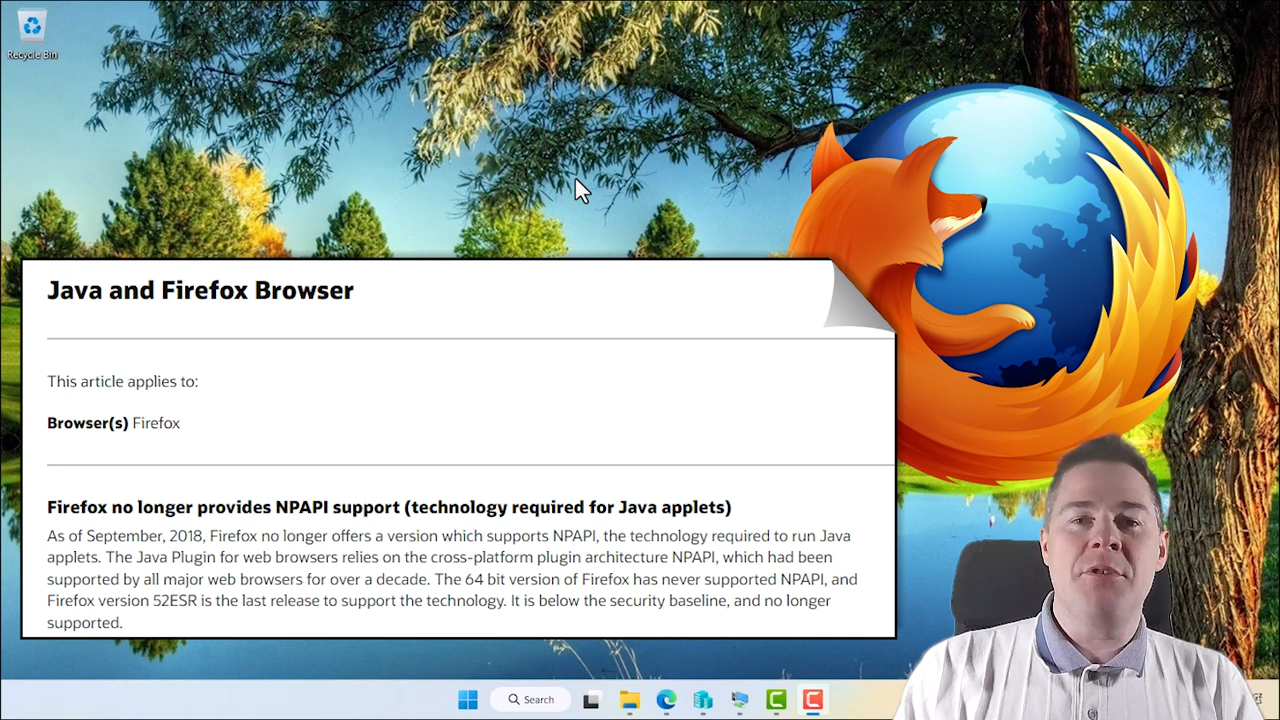 Recycle Bin
Java and Firefox Browser
This article applies to:
Browser(s) Firefox
Firefox no longer provides NPAPI support (technology required for Java applets)
As of September, 2018, Firefox no longer offers a version which supports NPAPI, the technology required to run Java
applets. The Java Plugin for web browsers relies on the cross-platform plugin architecture NPAPI, which had been
supported by all major web browsers for over a decade. The 64 bit version of Firefox has never supported NPAPI, and
Firefox version 52ESR is the last release to support the technology. It is below the security baseline, and no longer
supported.
Search